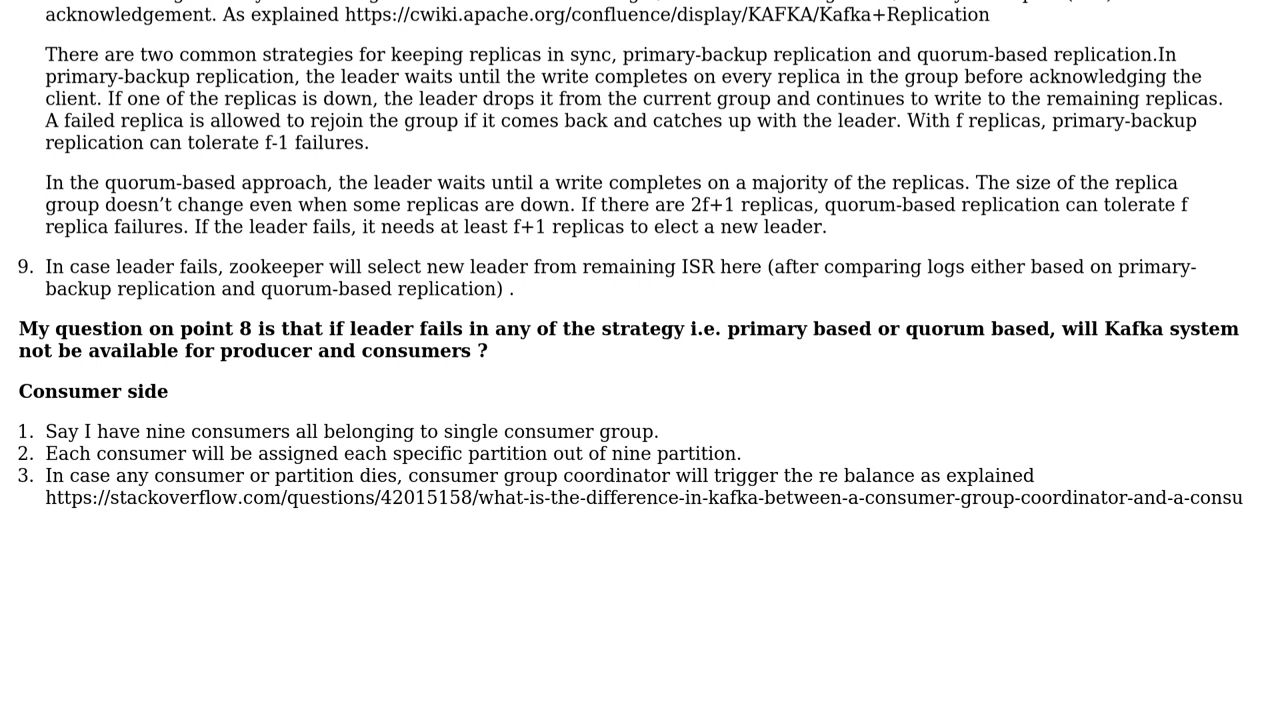 acknowledgement. As explained https://cwiki.apache.org/confluence/display/KAFKA/Kafka+Replication
There are two common strategies for keeping replicas in sync, primary-backup replication and quorum-based replication.In
primary-backup replication, the leader waits until the write completes on every replica in the group before acknowledging the
client. If one of the replicas is down, the leader drops it from the current group and continues to write to the remaining replicas.
A failed replica is allowed to rejoin the group if it comes back and catches up with the leader. With f replicas, primary-backup
replication can tolerate f-1 failures.
In the quorum-based approach, the leader waits until a write completes on a majority of the replicas. The size of the replica
group doesn’t change even when some replicas are down. If there are 2f+1 replicas, quorum-based replication can tolerate f
replica failures. If the leader fails, it needs at least f+1 replicas to elect a new leader.
9. In case leader fails, zookeeper will select new leader from remaining ISR here (after comparing logs either based on primary-
backup replication and quorum-based replication) .
My question on point 8 is that if leader fails in any of the strategy i.e. primary based or quorum based, will Kafka system
not be available for producer and consumers ?
Consumer side
1. Say I have nine consumers all belonging to single consumer group.
2. Each consumer will be assigned each specific partition out of nine partition.
3. In case any consumer or partition dies, consumer group coordinator will trigger the re balance as explained
https://stackoverflow.com/questions/42015158/what-is-the-difference-in-kafka-between-a-consumer-group-coordinator-and-a-consu